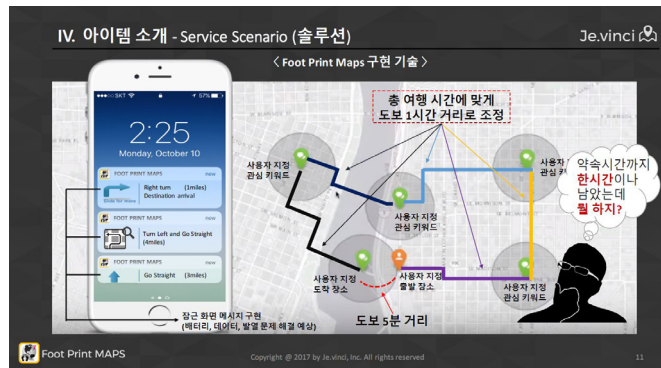 IV. 아이템 소개 - Service Scenario (솔루션)
Je.vinci
< Foot Print Maps 구현 기술 >
SKT
57%
2:25
Monday, October 10
FOOT PRINT MAPS now
Right turn (1miles)
Destination arrival
FOOT PRINT MAPS now
Turn Left and Go Straight
(4miles)
FOOT PRINT MAPS now
Go Straight (3miles)
잠근 화면 메시지 구현
(배터리, 데이터, 발열 문제 해결 예상)
총 여행 시간에 맞게
도보 1시간 거리로 조정
사용자 지정
관심 키워드
사용자 지정
관심 키워드
사용자 지
관심 키
사용자 지정
도착 장소
사용자 지정
출발 장소
사용자 지정
관심 키워드
도보 5분 거리
약속시간까지
한시간이나
남았는데
뭘 하지?
Foot Print MAPS
Copyright @ 2017 by Je.vinci, Inc. All rights reserved
11